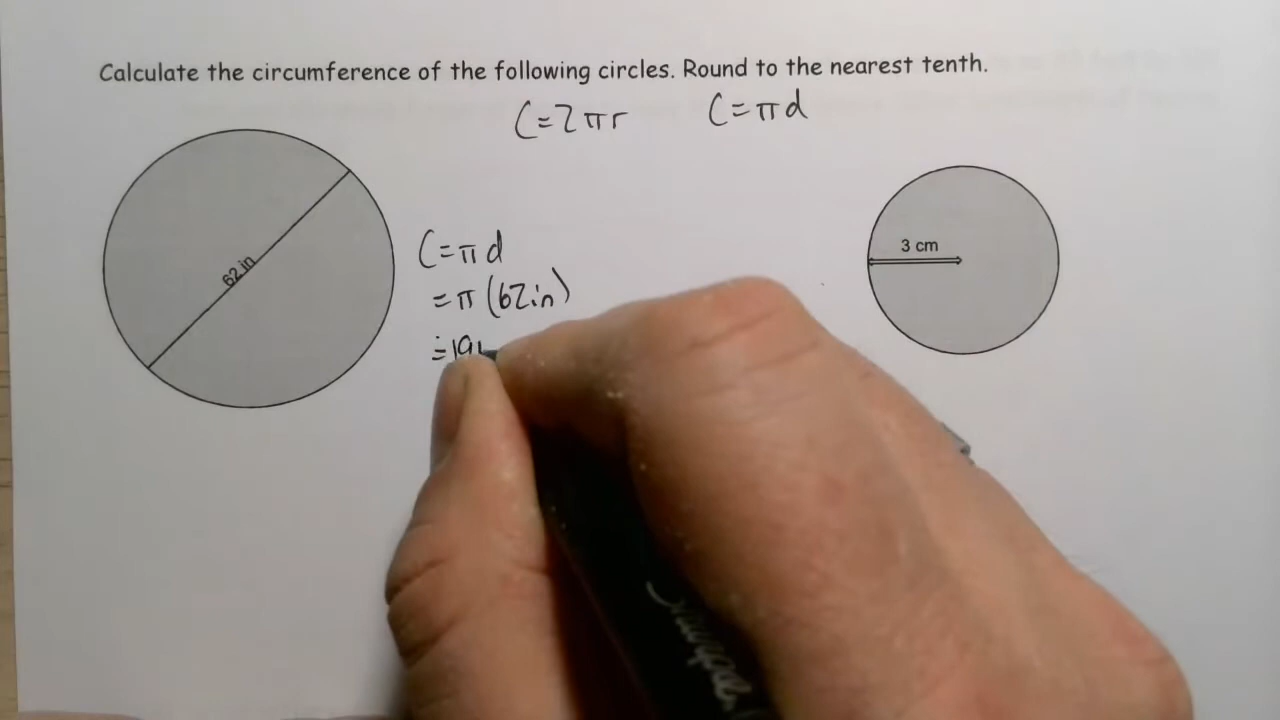 Calculate the circumference of the following circles. Round to the nearest tenth.
C=2πr C=πd
62 in
C=πd
=π(62in)
≐19
3 cm